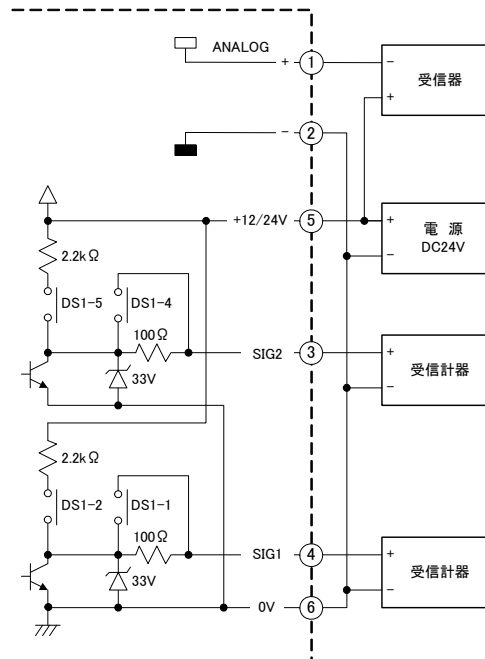 ANALOG
+
1
−
受信器
+
−
2
+12/24V
5
+
電 源
DC24V
−
2.2kΩ
DS1-5
DS1-4
100Ω
SIG2
3
+
受信計器
−
33V
2.2kΩ
DS1-2
DS1-1
100Ω
SIG1
4
+
受信計器
−
33V
0V
6